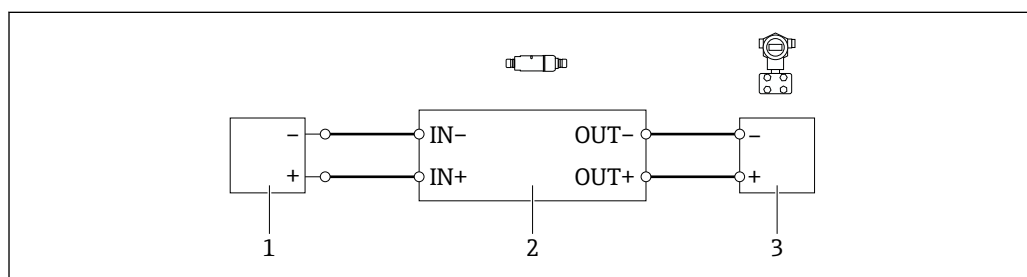 − IN− OUT− −
+ IN+ OUT+ +
1 2 3